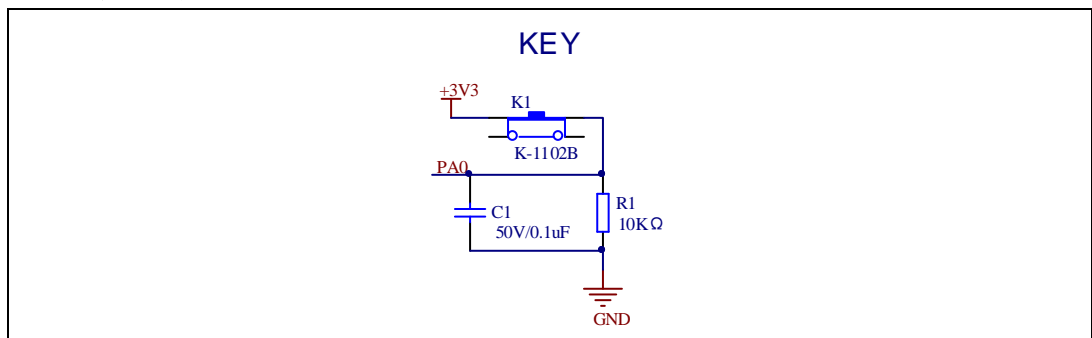 KEY
+3V3
K1
K-1102B
PA0
C1
50V/0.1uF
R1
10KΩ
GND